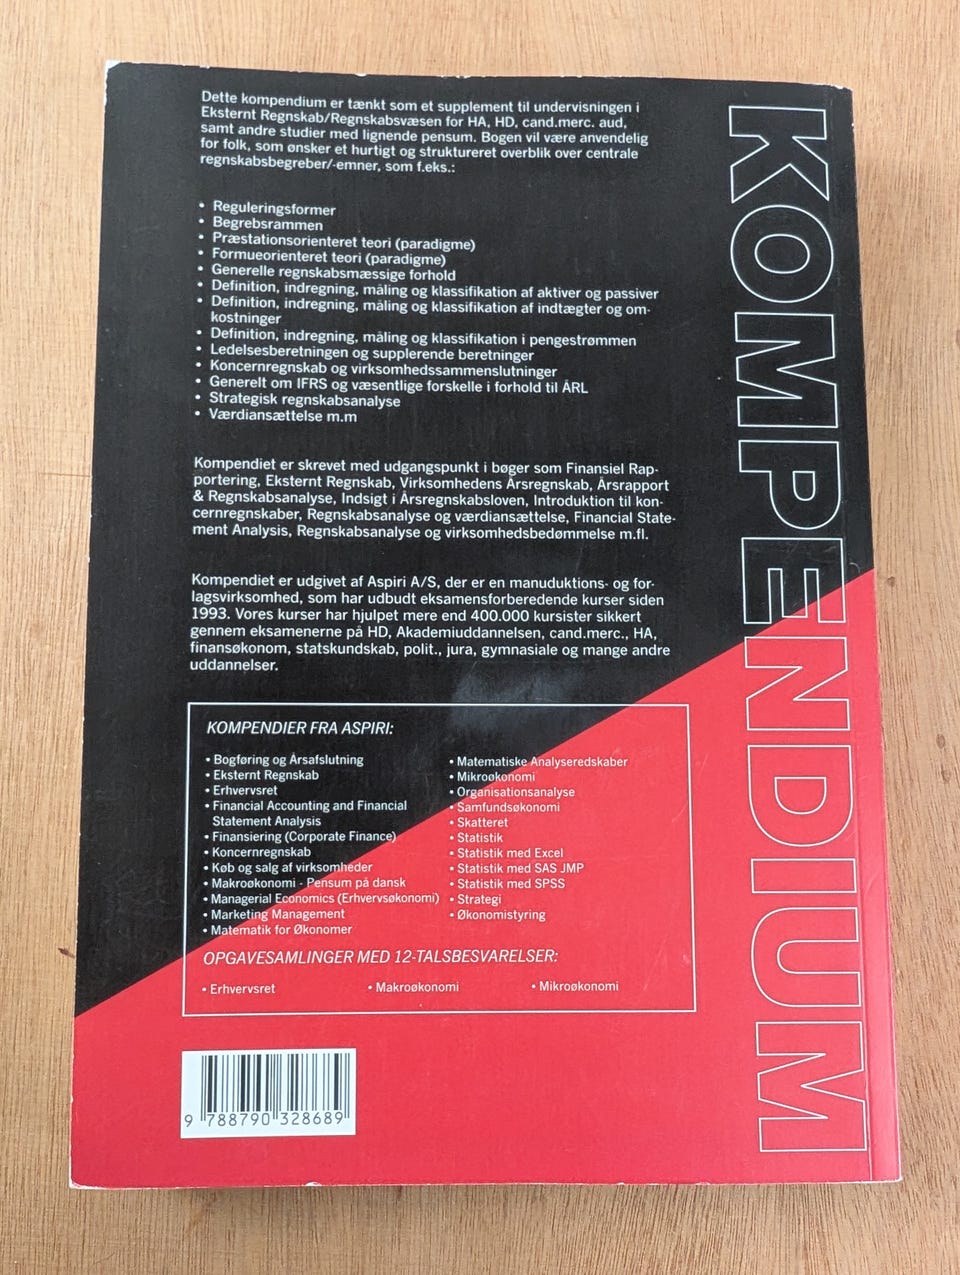 Dette kompendium er tænkt som et supplement til undervisningen i
Eksternt Regnskab/Regnskabsvæsen for HA, HD, cand.merc. aud,
samt andre studier med lignende pensum. Bogen vil være anvendelig
for folk, som ønsker et hurtigt og struktureret overblik over centrale
regnskabsbegreber/-emner, som f.eks.:
• Reguleringsformer
• Begrebsrammen
• Præstationsorienteret teori (paradigme)
• Formueorienteret teori (paradigme)
• Generelle regnskabsmæssige forhold
• Definition, indregning, måling og klassifikation af aktiver og passiver
• Definition, indregning, måling og klassifikation af indtægter og om-
kostninger
• Definition, indregning, måling og klassifikation i pengestrømmen
• Ledelsesberetningen og supplerende beretninger
• Koncernregnskab og virksomhedssammenslutninger
• Generelt om IFRS og væsentlige forskelle i forhold til ÅRL
• Strategisk regnskabsanalyse
• Værdiansættelse m.m
Kompendiet er skrevet med udgangspunkt i bøger som Finansiel Rap-
portering, Eksternt Regnskab, Virksomhedens Årsregnskab, Årsrapport
& Regnskabsanalyse, Indsigt i Årsregnskabsloven, Introduktion til kon-
cernregnskaber, Regnskabsanalyse og værdiansættelse, Financial State-
ment Analysis, Regnskabsanalyse og virksomhedsbedømmelse m.fl.
Kompendiet er udgivet af Aspiri A/S, der er en manuduktions- og for-
lagsvirksomhed, som har udbudt eksamensforberedende kurser siden
1993. Vores kurser har hjulpet mere end 400.000 kursister sikkert
gennem eksamenerne på HD, Akademiuddannelsen, cand.merc., HA,
finansøkonom, statskundskab, polit., jura, gymnasiale og mange andre
uddannelser.
KOMPENDIER FRA ASPIRI:
• Bogføring og Årsafslutning
• Eksternt Regnskab
• Erhvervsret
• Financial Accounting and Financial
Statement Analysis
• Finansiering (Corporate Finance)
• Koncernregnskab
• Køb og salg af virksomheder
• Makroøkonomi - Pensum på dansk
• Managerial Economics (Erhvervsøkonomi)
• Marketing Management
• Matematik for Økonomer
• Matematiske Analyseredskaber
• Mikroøkonomi
• Organisationsanalyse
• Samfundsøkonomi
• Skatteret
• Statistik
• Statistik med Excel
• Statistik med SAS JMP
• Statistik med SPSS
• Strategi
• Økonomistyring
OPGAVESAMLINGER MED 12-TALSBESVARELSER:
• Erhvervsret
• Makroøkonomi
• Mikroøkonomi
9 788790 328689
KOMPENDIUM